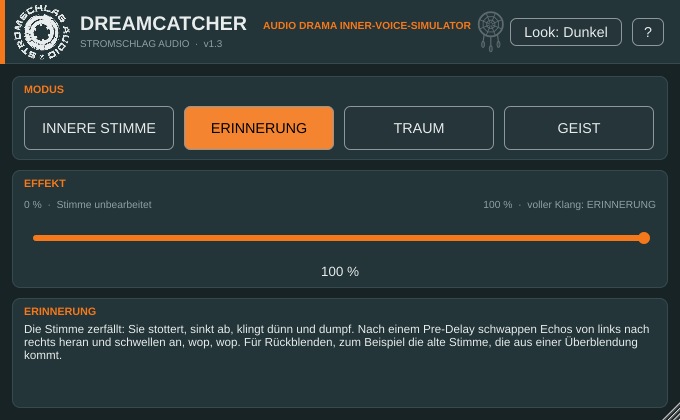 STROMSCHLAG AUDIO
DREAMCATCHER
STROMSCHLAG AUDIO · v1.3
AUDIO DRAMA INNER-VOICE-SIMULATOR
Look: Dunkel
?
MODUS
INNERE STIMME
ERINNERUNG
TRAUM
GEIST
EFFEKT
0 % · Stimme unbearbeitet
100 % · voller Klang: ERINNERUNG
100 %
ERINNERUNG
Die Stimme zerfällt: Sie stottert, sinkt ab, klingt dünn und dumpf. Nach einem Pre-Delay schwappen Echos von links nach
rechts heran und schwellen an, wop, wop. Für Rückblenden, zum Beispiel die alte Stimme, die aus einer Überblendung
kommt.